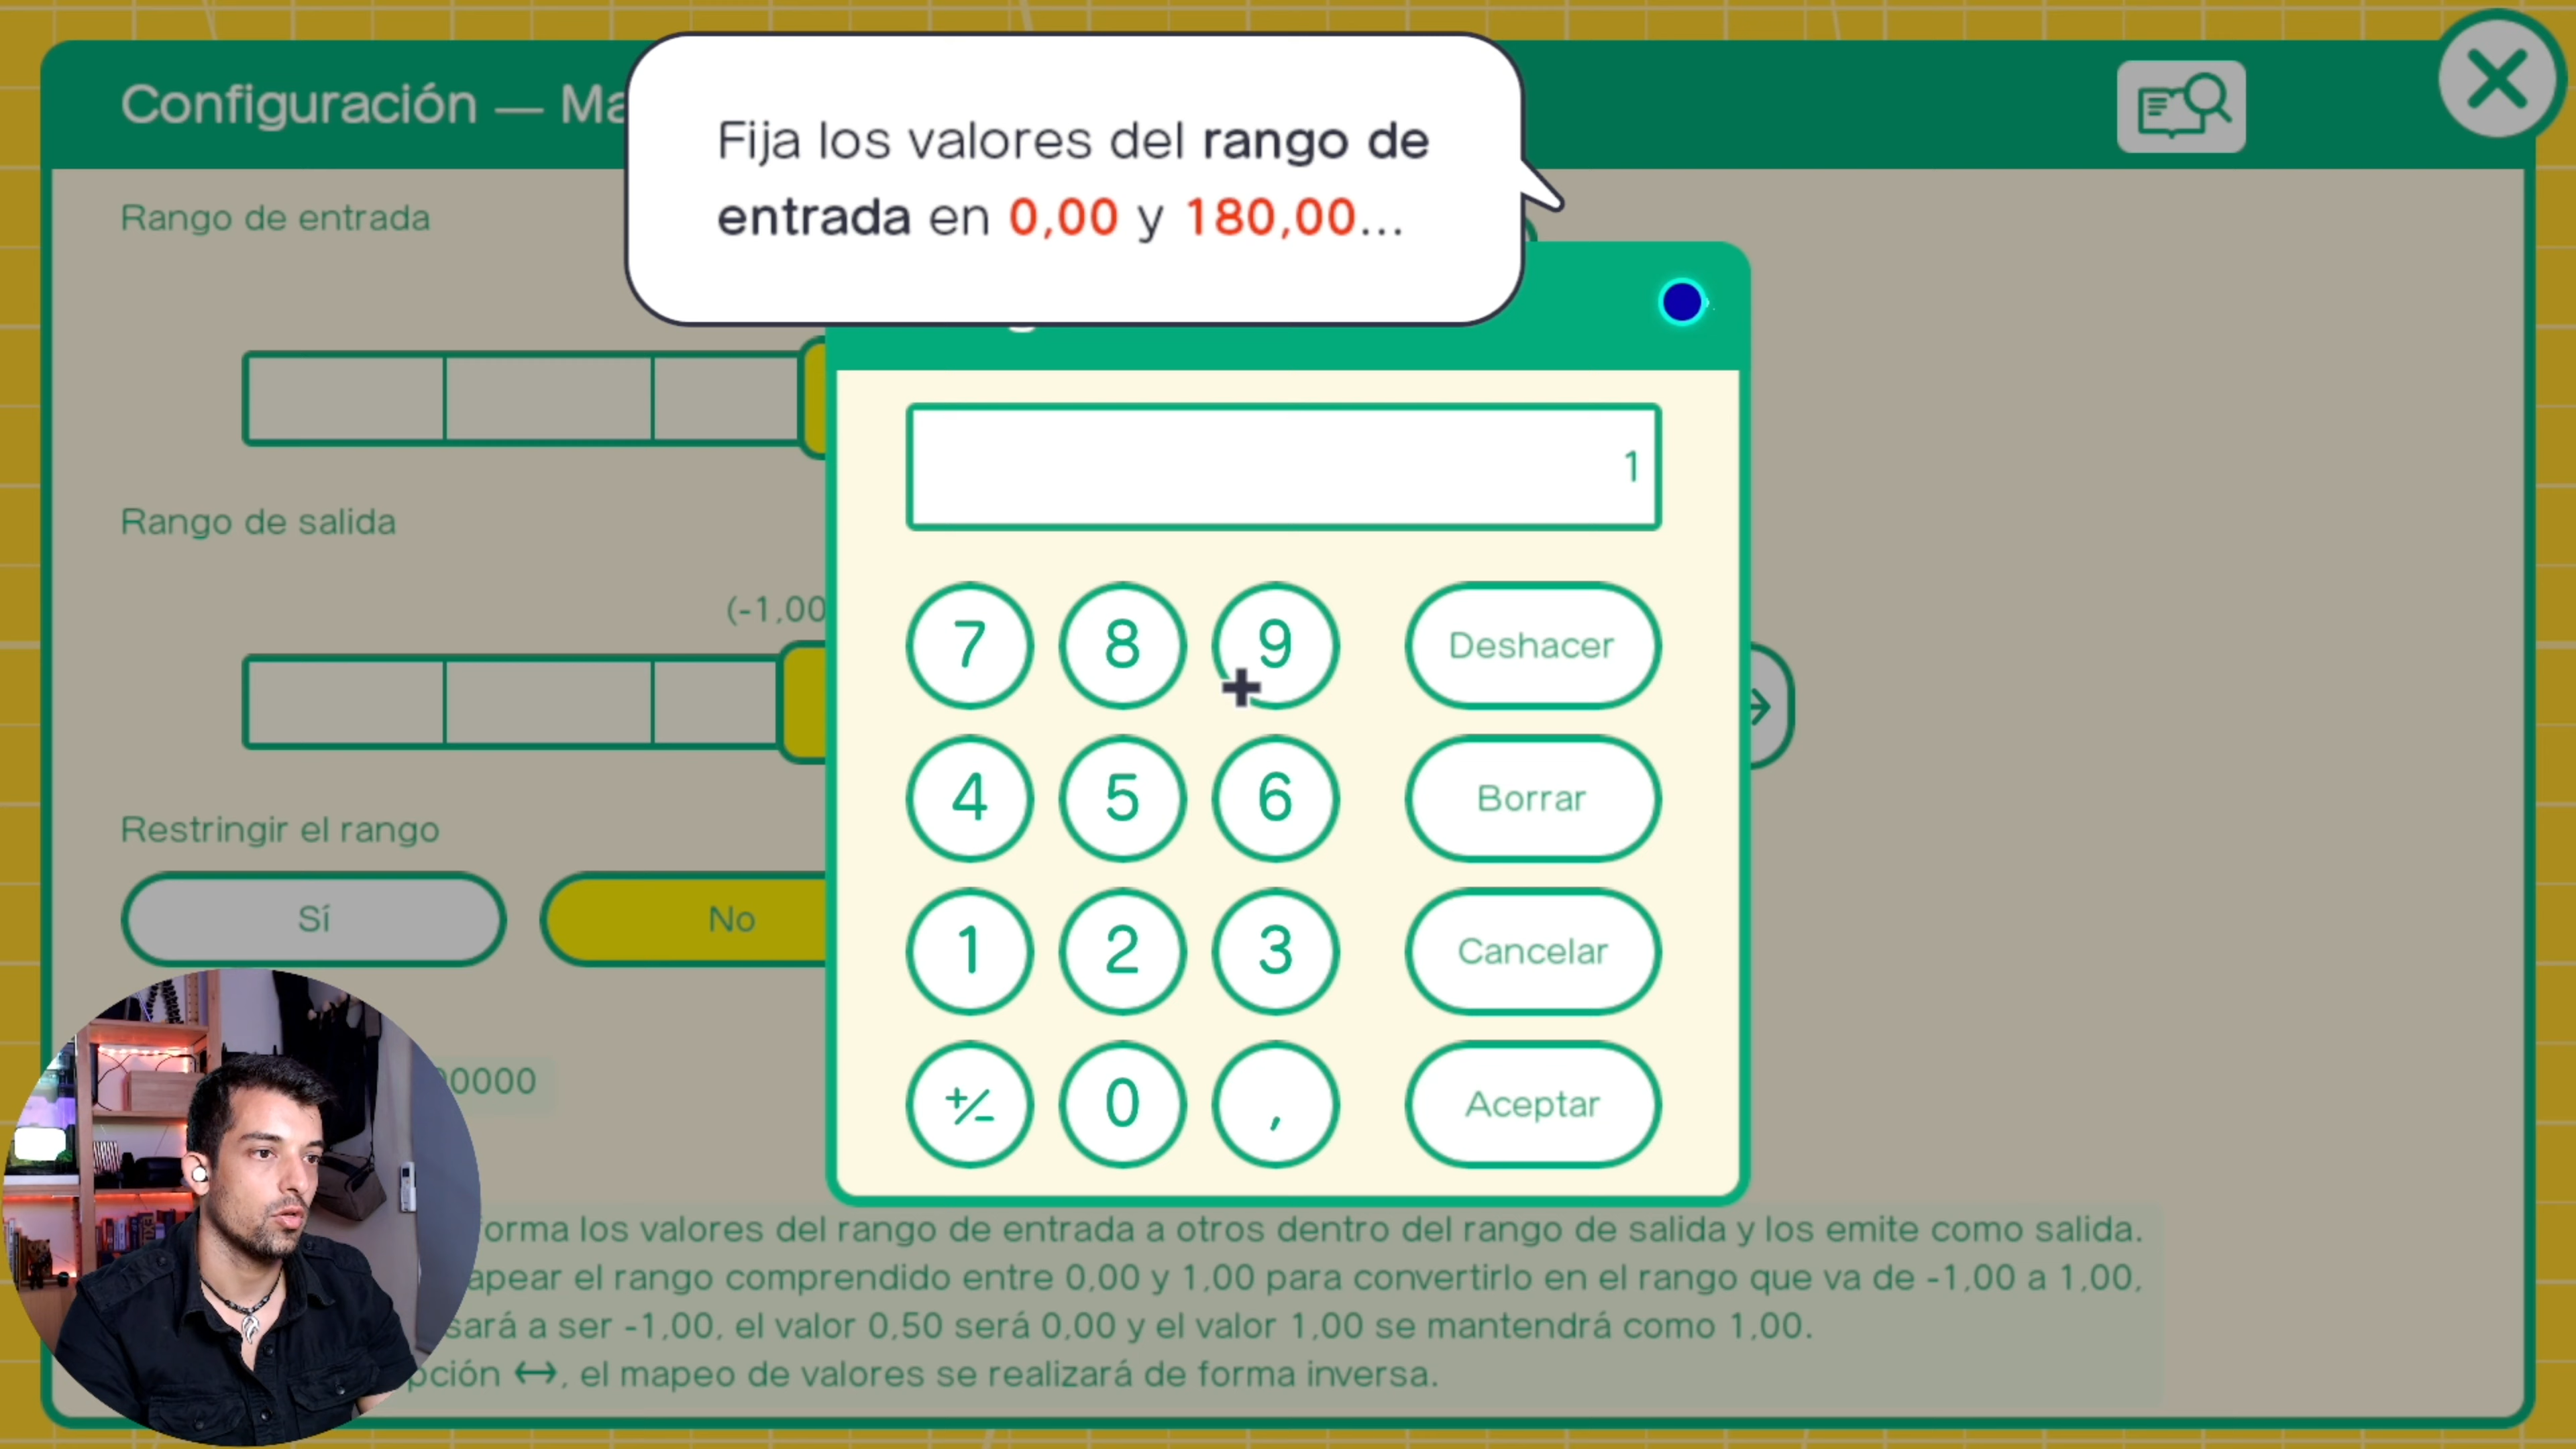 Configuración — Ma
Fija los valores del rango de
entrada en 0,00 y 180,00...
Rango de entrada
1
Rango de salida
(-1,00
7 8 9 Deshacer
4 5 6 Borrar
Restringir el rango
Sí No
1 2 3 Cancelar
+/- 0 , Aceptar
00000
orma los valores del rango de entrada a otros dentro del rango de salida y los emite como salida.
apear el rango comprendido entre 0,00 y 1,00 para convertirlo en el rango que va de -1,00 a 1,00,
sará a ser -1,00, el valor 0,50 será 0,00 y el valor 1,00 se mantendrá como 1,00.
pción ↔, el mapeo de valores se realizará de forma inversa.